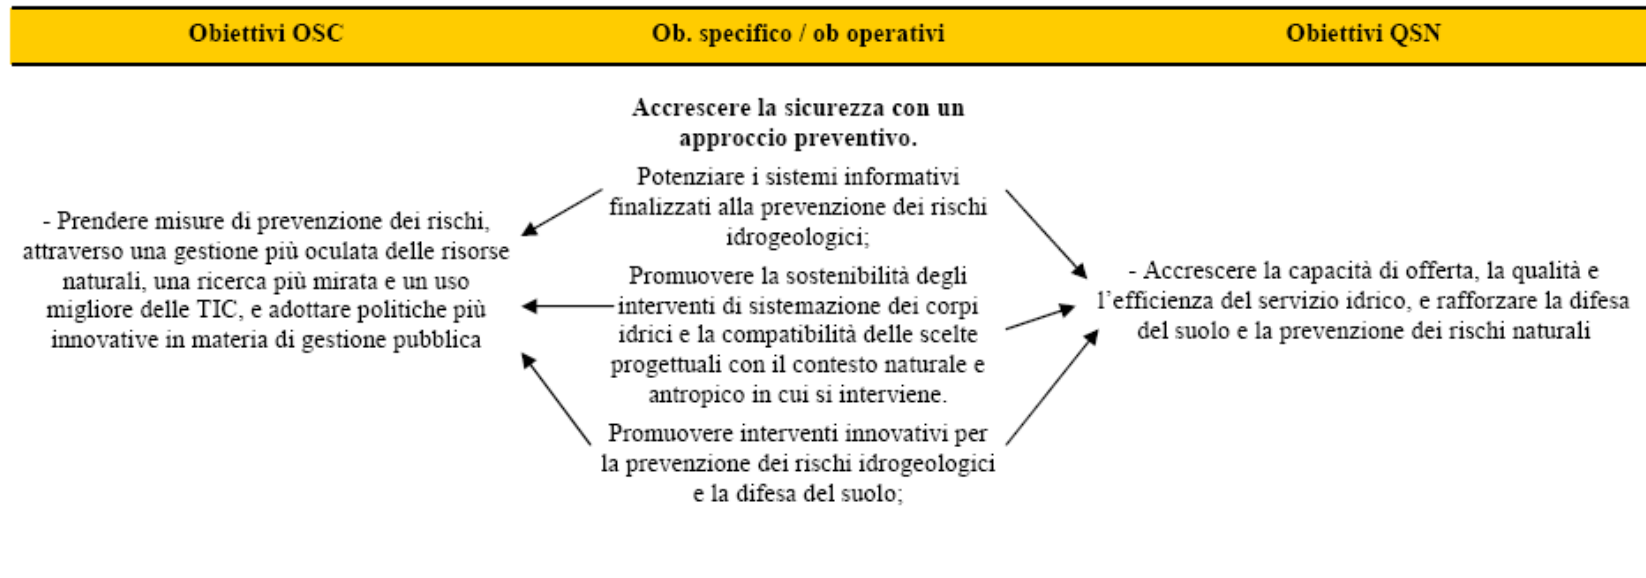 Obiettivi OSC
Ob. specifico / ob operativi
Obiettivi QSN
Accrescere la sicurezza con un
approccio preventivo.
Potenziare i sistemi informativi
finalizzati alla prevenzione dei rischi
idrogeologici;
Promuovere la sostenibilità degli
interventi di sistemazione dei corpi
idrici e la compatibilità delle scelte
progettuali con il contesto naturale e
antropico in cui si interviene.
Promuovere interventi innovativi per
la prevenzione dei rischi idrogeologici
e la difesa del suolo;
- Prendere misure di prevenzione dei rischi,
attraverso una gestione più oculata delle risorse
naturali, una ricerca più mirata e un uso
migliore delle TIC, e adottare politiche più
innovative in materia di gestione pubblica
- Accrescere la capacità di offerta, la qualità e
l’efficienza del servizio idrico, e rafforzare la difesa
del suolo e la prevenzione dei rischi naturali